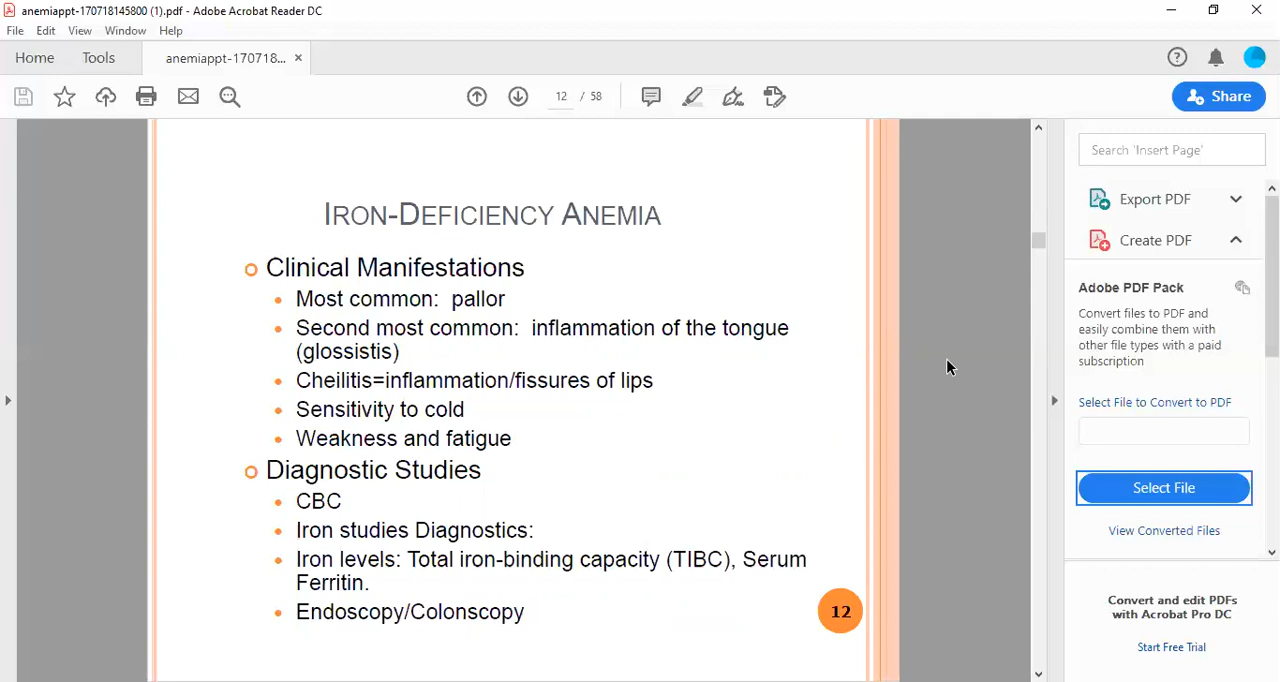 anemiappt-170718145800 (1).pdf - Adobe Acrobat Reader DC
File Edit View Window Help
Home Tools anemiappt-170718... ×
12 / 58
Share
IRON-DEFICIENCY ANEMIA
Clinical Manifestations
Most common: pallor
Second most common: inflammation of the tongue
(glossistis)
Cheilitis=inflammation/fissures of lips
Sensitivity to cold
Weakness and fatigue
Diagnostic Studies
CBC
Iron studies Diagnostics:
Iron levels: Total iron-binding capacity (TIBC), Serum
Ferritin.
Endoscopy/Colonscopy
12
Search 'Insert Page'
Export PDF
Create PDF
Adobe PDF Pack
Convert files to PDF and
easily combine them with
other file types with a paid
subscription
Select File to Convert to PDF
Select File
View Converted Files
Convert and edit PDFs
with Acrobat Pro DC
Start Free Trial